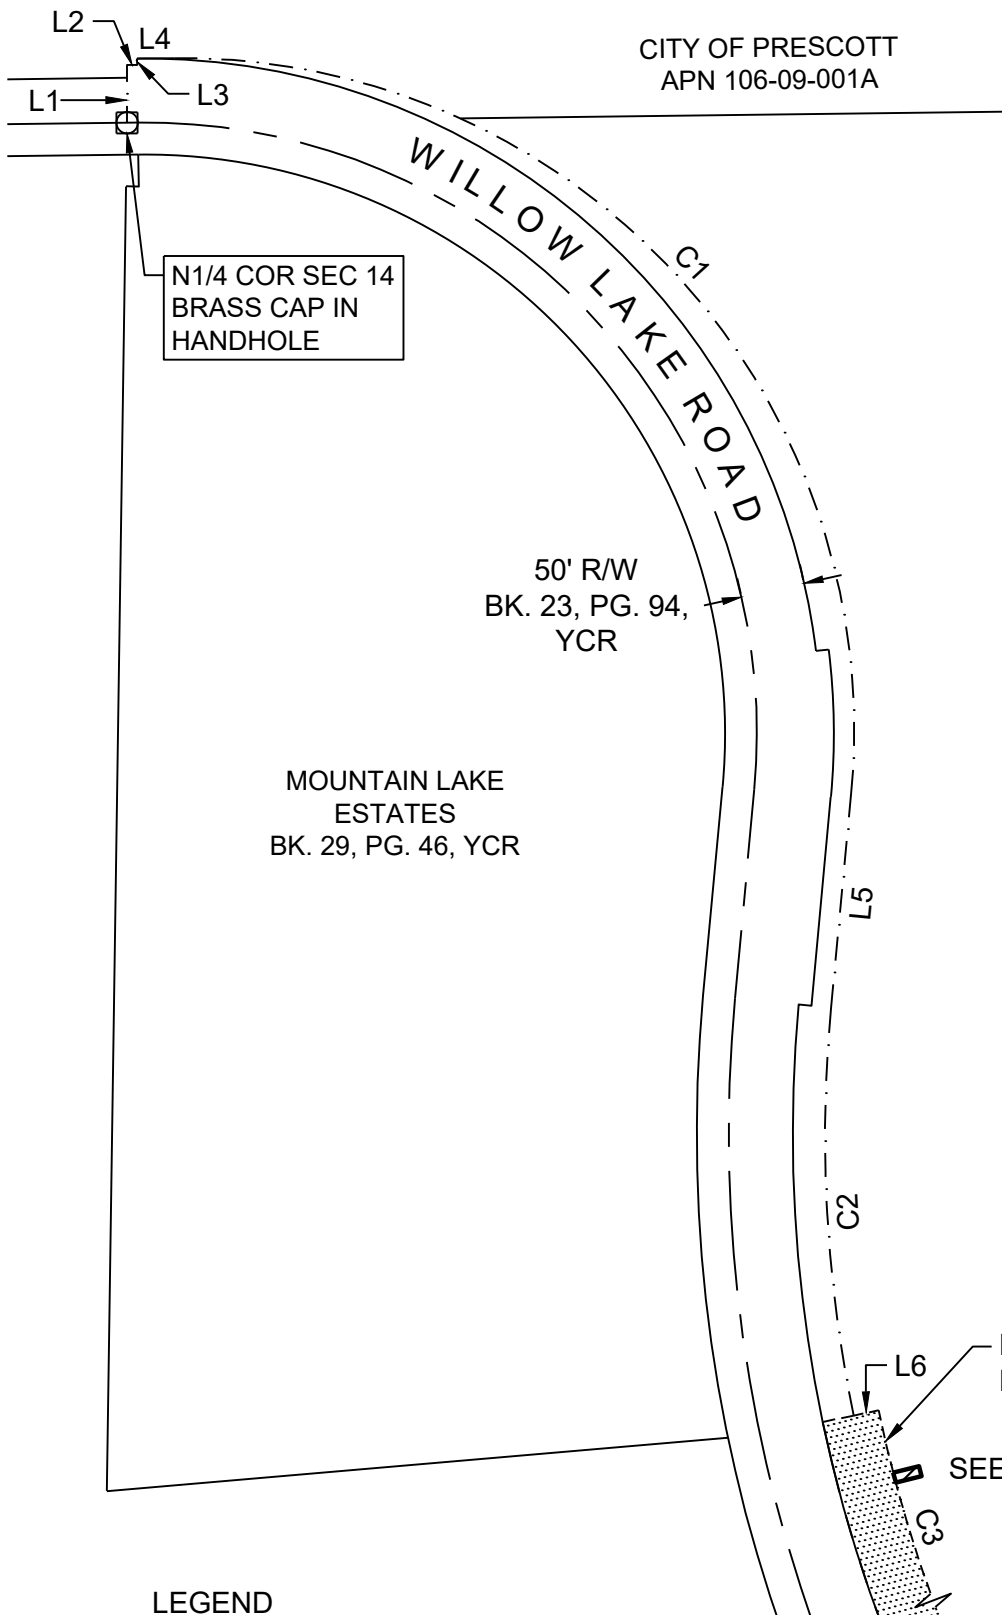 L2
L4
CITY OF PRESCOTT
APN 106-09-001A
L1
L3
WILLOW LAKE ROAD
C1
N1/4 COR SEC 14
BRASS CAP IN
HANDHOLE
50' R/W
BK. 23, PG. 94,
YCR
MOUNTAIN LAKE
ESTATES
BK. 29, PG. 46, YCR
L5
C2
L6
SEE
C3
LEGEND